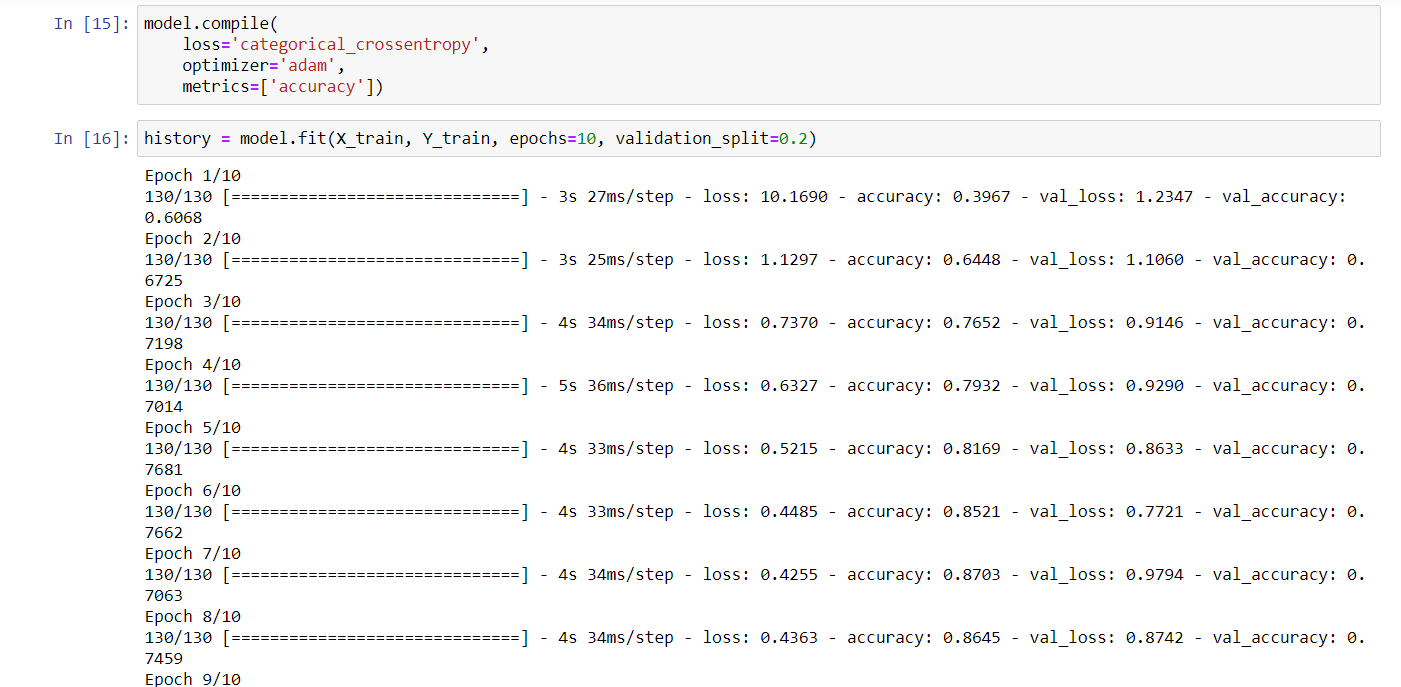 In [15]: model.compile(
loss='categorical_crossentropy',
optimizer='adam',
metrics=['accuracy'])
In [16]: history = model.fit(X_train, Y_train, epochs=10, validation_split=0.2)
Epoch 1/10
130/130 [==============================] - 3s 27ms/step - loss: 10.1690 - accuracy: 0.3967 - val_loss: 1.2347 - val_accuracy:
0.6068
Epoch 2/10
130/130 [==============================] - 3s 25ms/step - loss: 1.1297 - accuracy: 0.6448 - val_loss: 1.1060 - val_accuracy: 0.
6725
Epoch 3/10
130/130 [==============================] - 4s 34ms/step - loss: 0.7370 - accuracy: 0.7652 - val_loss: 0.9146 - val_accuracy: 0.
7198
Epoch 4/10
130/130 [==============================] - 5s 36ms/step - loss: 0.6327 - accuracy: 0.7932 - val_loss: 0.9290 - val_accuracy: 0.
7014
Epoch 5/10
130/130 [==============================] - 4s 33ms/step - loss: 0.5215 - accuracy: 0.8169 - val_loss: 0.8633 - val_accuracy: 0.
7681
Epoch 6/10
130/130 [==============================] - 4s 33ms/step - loss: 0.4485 - accuracy: 0.8521 - val_loss: 0.7721 - val_accuracy: 0.
7662
Epoch 7/10
130/130 [==============================] - 4s 34ms/step - loss: 0.4255 - accuracy: 0.8703 - val_loss: 0.9794 - val_accuracy: 0.
7063
Epoch 8/10
130/130 [==============================] - 4s 34ms/step - loss: 0.4363 - accuracy: 0.8645 - val_loss: 0.8742 - val_accuracy: 0.
7459
Epoch 9/10